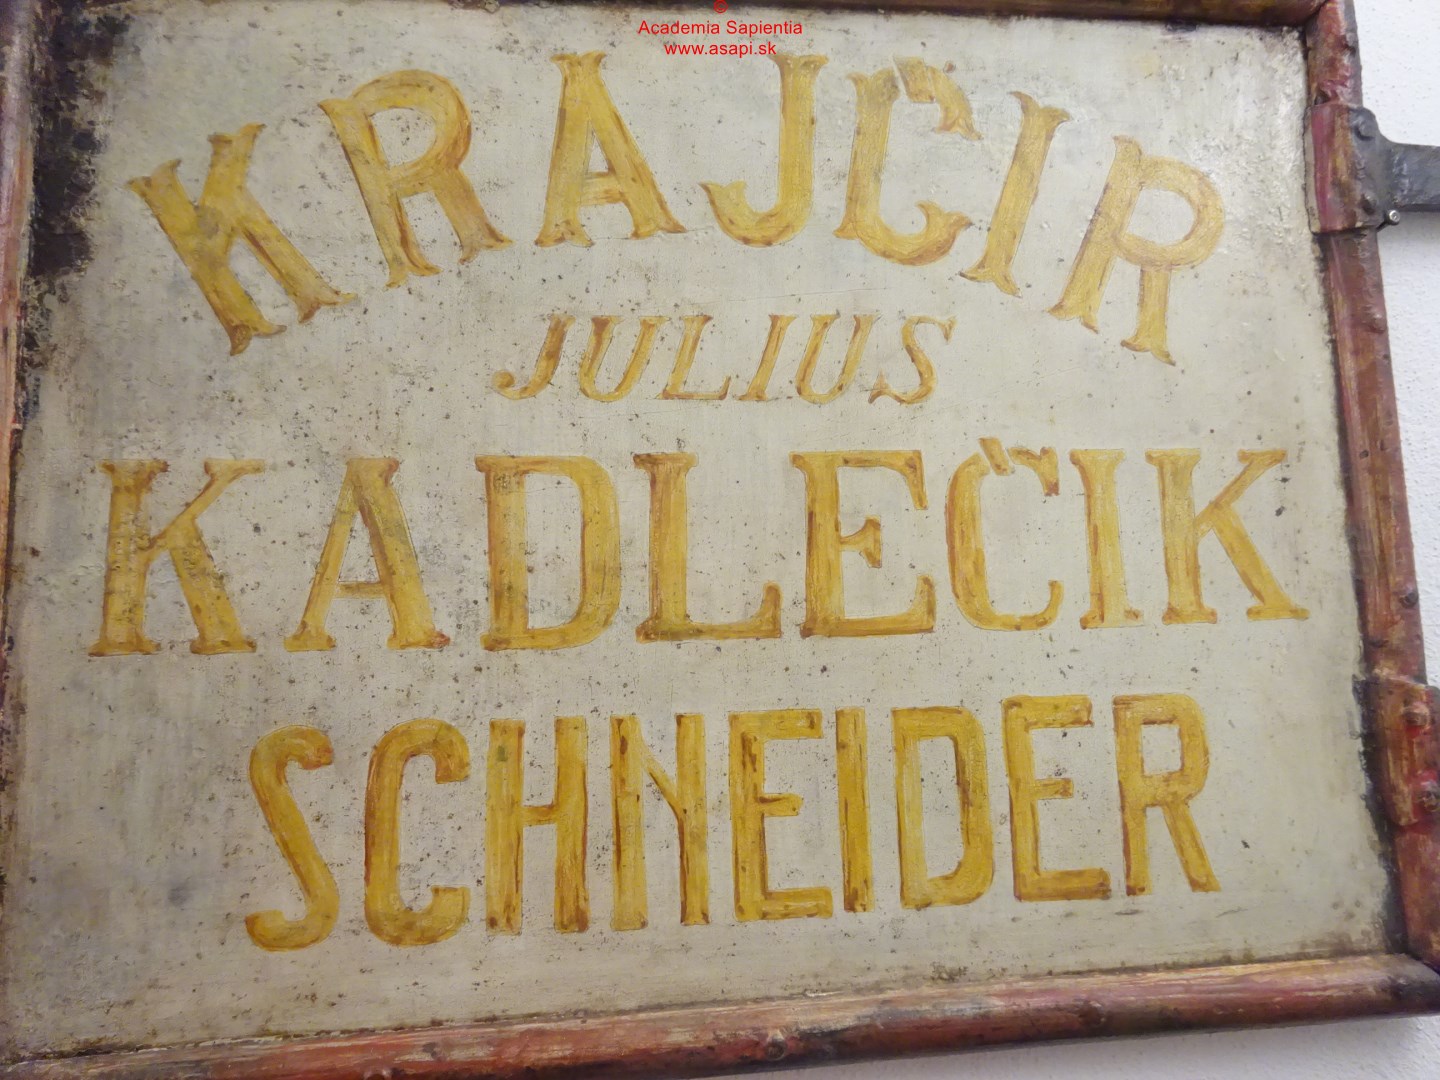 ©
Academia Sapientia
www.asapi.sk
KRAJČIR
JULIUS
KADLEČIK
SCHNEIDER